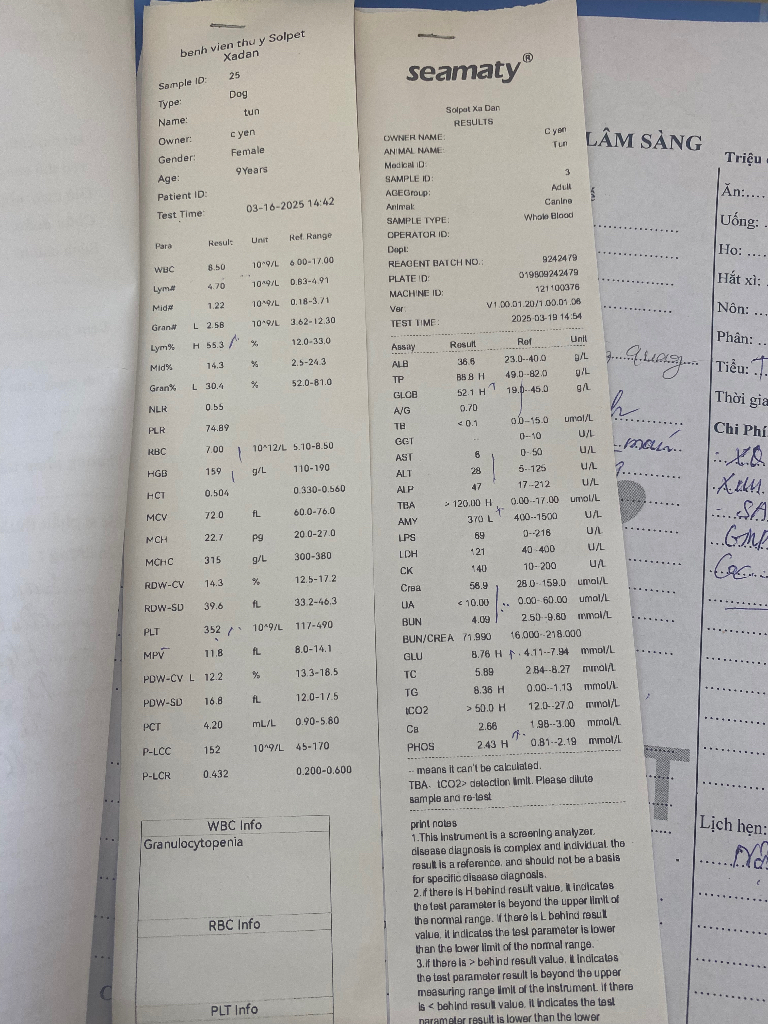 benh vien thu y Solpet
Xadan
Sample ID: 25
Type: Dog
Name: tun
Owner: c yen
Gender: Female
Age: 9Years
Patient ID:
Test Time: 03-16-2025 14:42
Para Result Unit Ref. Range
WBC 8.50 10^9/L 6.00-17.00
Lym# 4.70 10^9/L 0.83-4.91
Mid# 1.22 10^9/L 0.18-3.71
Gran# L 2.58 10^9/L 3.62-12.30
Lym% H 55.3 % 12.0-33.0
Mid% 14.3 % 2.5-24.3
Gran% L 30.4 % 52.0-81.0
NLR 0.55
PLR 74.89
RBC 7.00 10^12/L 5.10-8.50
HGB 159 g/L 110-190
HCT 0.504 0.330-0.560
MCV 72.0 fL 60.0-76.0
MCH 22.7 pg 20.0-27.0
MCHC 315 g/L 300-380
RDW-CV 14.3 % 12.5-17.2
RDW-SD 39.6 fL 33.2-46.3
PLT 352 10^9/L 117-490
MPV 11.8 fL 8.0-14.1
PDW-CV L 12.2 % 13.3-18.5
PDW-SD 16.8 fL 12.0-17.5
PCT 4.20 mL/L 0.90-5.80
P-LCC 152 10^9/L 45-170
P-LCR 0.432 0.200-0.600
WBC Info
Granulocytopenia
RBC Info
PLT Info
seamaty®
Solpet Xa Dan
RESULTS
OWNER NAME: C yen
ANIMAL NAME: Tun
Medical ID:
SAMPLE ID: 3
AGEGroup: Adult
Animal: Canine
SAMPLE TYPE: Whole Blood
OPERATOR ID:
Dept:
REAGENT BATCH NO.: 9242479
PLATE ID: 019809242479
MACHINE ID: 121100376
Ver: V1.00.01.20/1.00.01.06
TEST TIME: 2025-03-19 14:54
Assay Result Ref Unit
ALB 36.6 23.0--40.0 g/L
TP 88.8 H 49.0--82.0 g/L
GLOB 52.1 H 19.0--45.0 g/L
A/G 0.70
TB < 0.1 0.0--15.0 umol/L
GGT -- 0--10 U/L
AST 6 0--50 U/L
ALT 28 5--125 U/L
ALP 47 17--212 U/L
TBA > 120.00 H 0.00--17.00 umol/L
AMY 370 L 400--1500 U/L
LPS 69 0--216 U/L
LDH 121 40--400 U/L
CK 140 10--200 U/L
Crea 56.9 28.0--159.0 umol/L
UA < 10.00 0.00--60.00 umol/L
BUN 4.09 2.50--9.60 mmol/L
BUN/CREA 71.990 16.000--218.000
GLU 8.76 H 4.11--7.94 mmol/L
TC 5.89 2.84--8.27 mmol/L
TG 8.36 H 0.00--1.13 mmol/L
tCO2 > 50.0 H 12.0--27.0 mmol/L
Ca 2.66 1.98--3.00 mmol/L
PHOS 2.43 H 0.81--2.19 mmol/L
-- means it can't be calculated.
TBA、tCO2> detection limit. Please dilute
sample and re-test
print notes
1.This instrument is a screening analyzer.
disease diagnosis is complex and individual. the
result is a reference. and should not be a basis
for specific disease diagnosis.
2.if there is H behind result value. it indicates
the test parameter is beyond the upper limit of
the normal range. if there is L behind result
value. it indicates the test parameter is lower
than the lower limit of the normal range.
3.if there is > behind result value. it indicates
the test parameter result is beyond the upper
measuring range limit of the instrument. if there
is < behind result value. it indicates the test
parameter result is lower than the lower
LÂM SÀNG
Triệu
Ăn:....
Uống: .
Ho: ....
Hắt xì:
Nôn:
Phân:
Tiểu:
Thời gia
Chi Phí
Lịch hẹn: